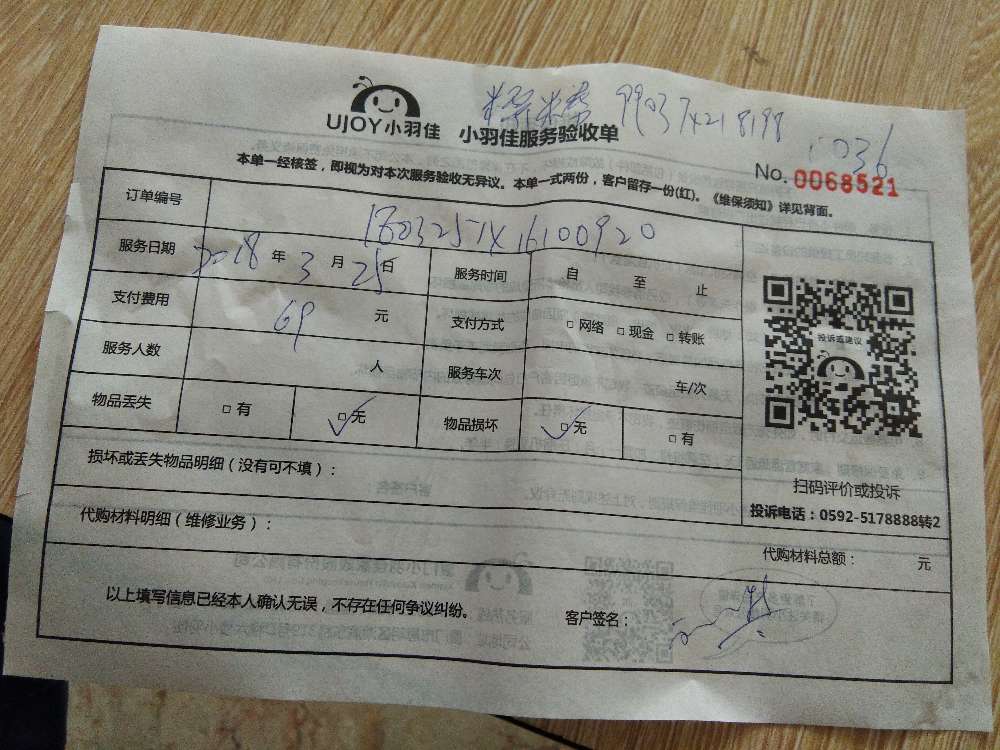 990374218198 1036
UJOY小羽佳 小羽佳服务验收单
No. 0068521
本单一经核签，即视为对本次服务验收无异议。本单一式两份，客户留存一份(红)。《维保须知》详见背面。
订单编号 1803251416100920
服务日期 2018 年 3 月 25 日 服务时间 自 至 止
支付费用 69 元 支付方式 □ 网络 □ 现金 □ 转账
服务人数 人 服务车次 车/次
物品丢失 □ 有 □ 无 物品损坏 □ 无 □ 有
投诉或建议
扫码评价或投诉
投诉电话：0592-5178888转2
损坏或丢失物品明细（没有可不填）：
代购材料明细（维修业务）：
代购材料总额： 元
以上填写信息已经本人确认无误，不存在任何争议纠纷。 客户签名：